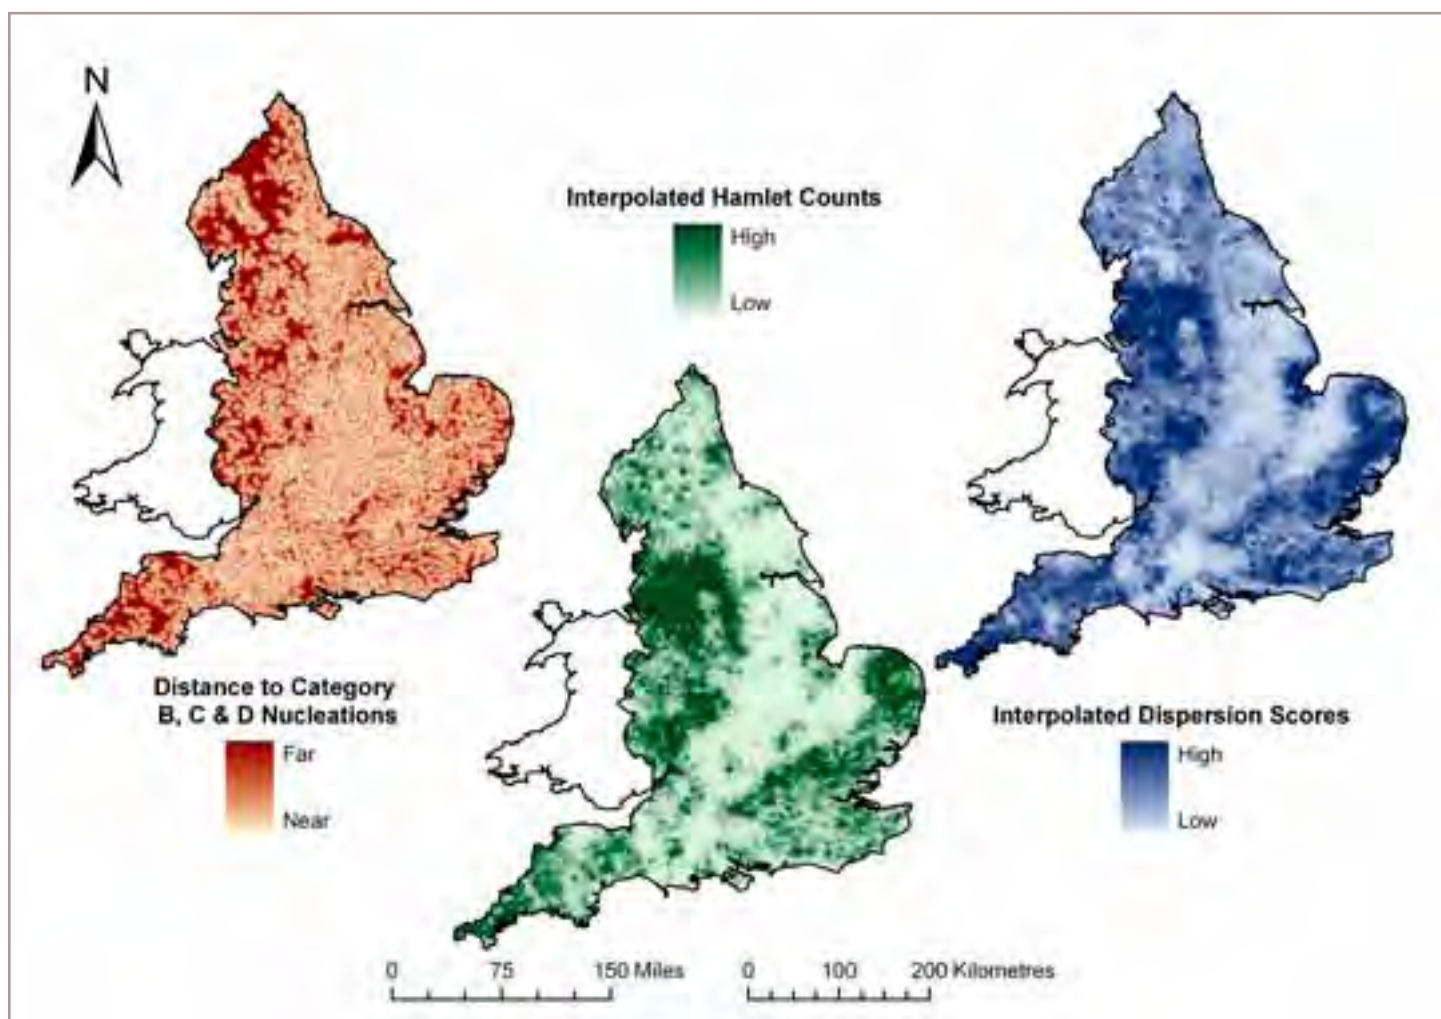 N
Interpolated Hamlet Counts
High
Low
Distance to Category
B, C & D Nucleations
Far
Near
Interpolated Dispersion Scores
High
Low
0 75 150 Miles 0 100 200 Kilometres